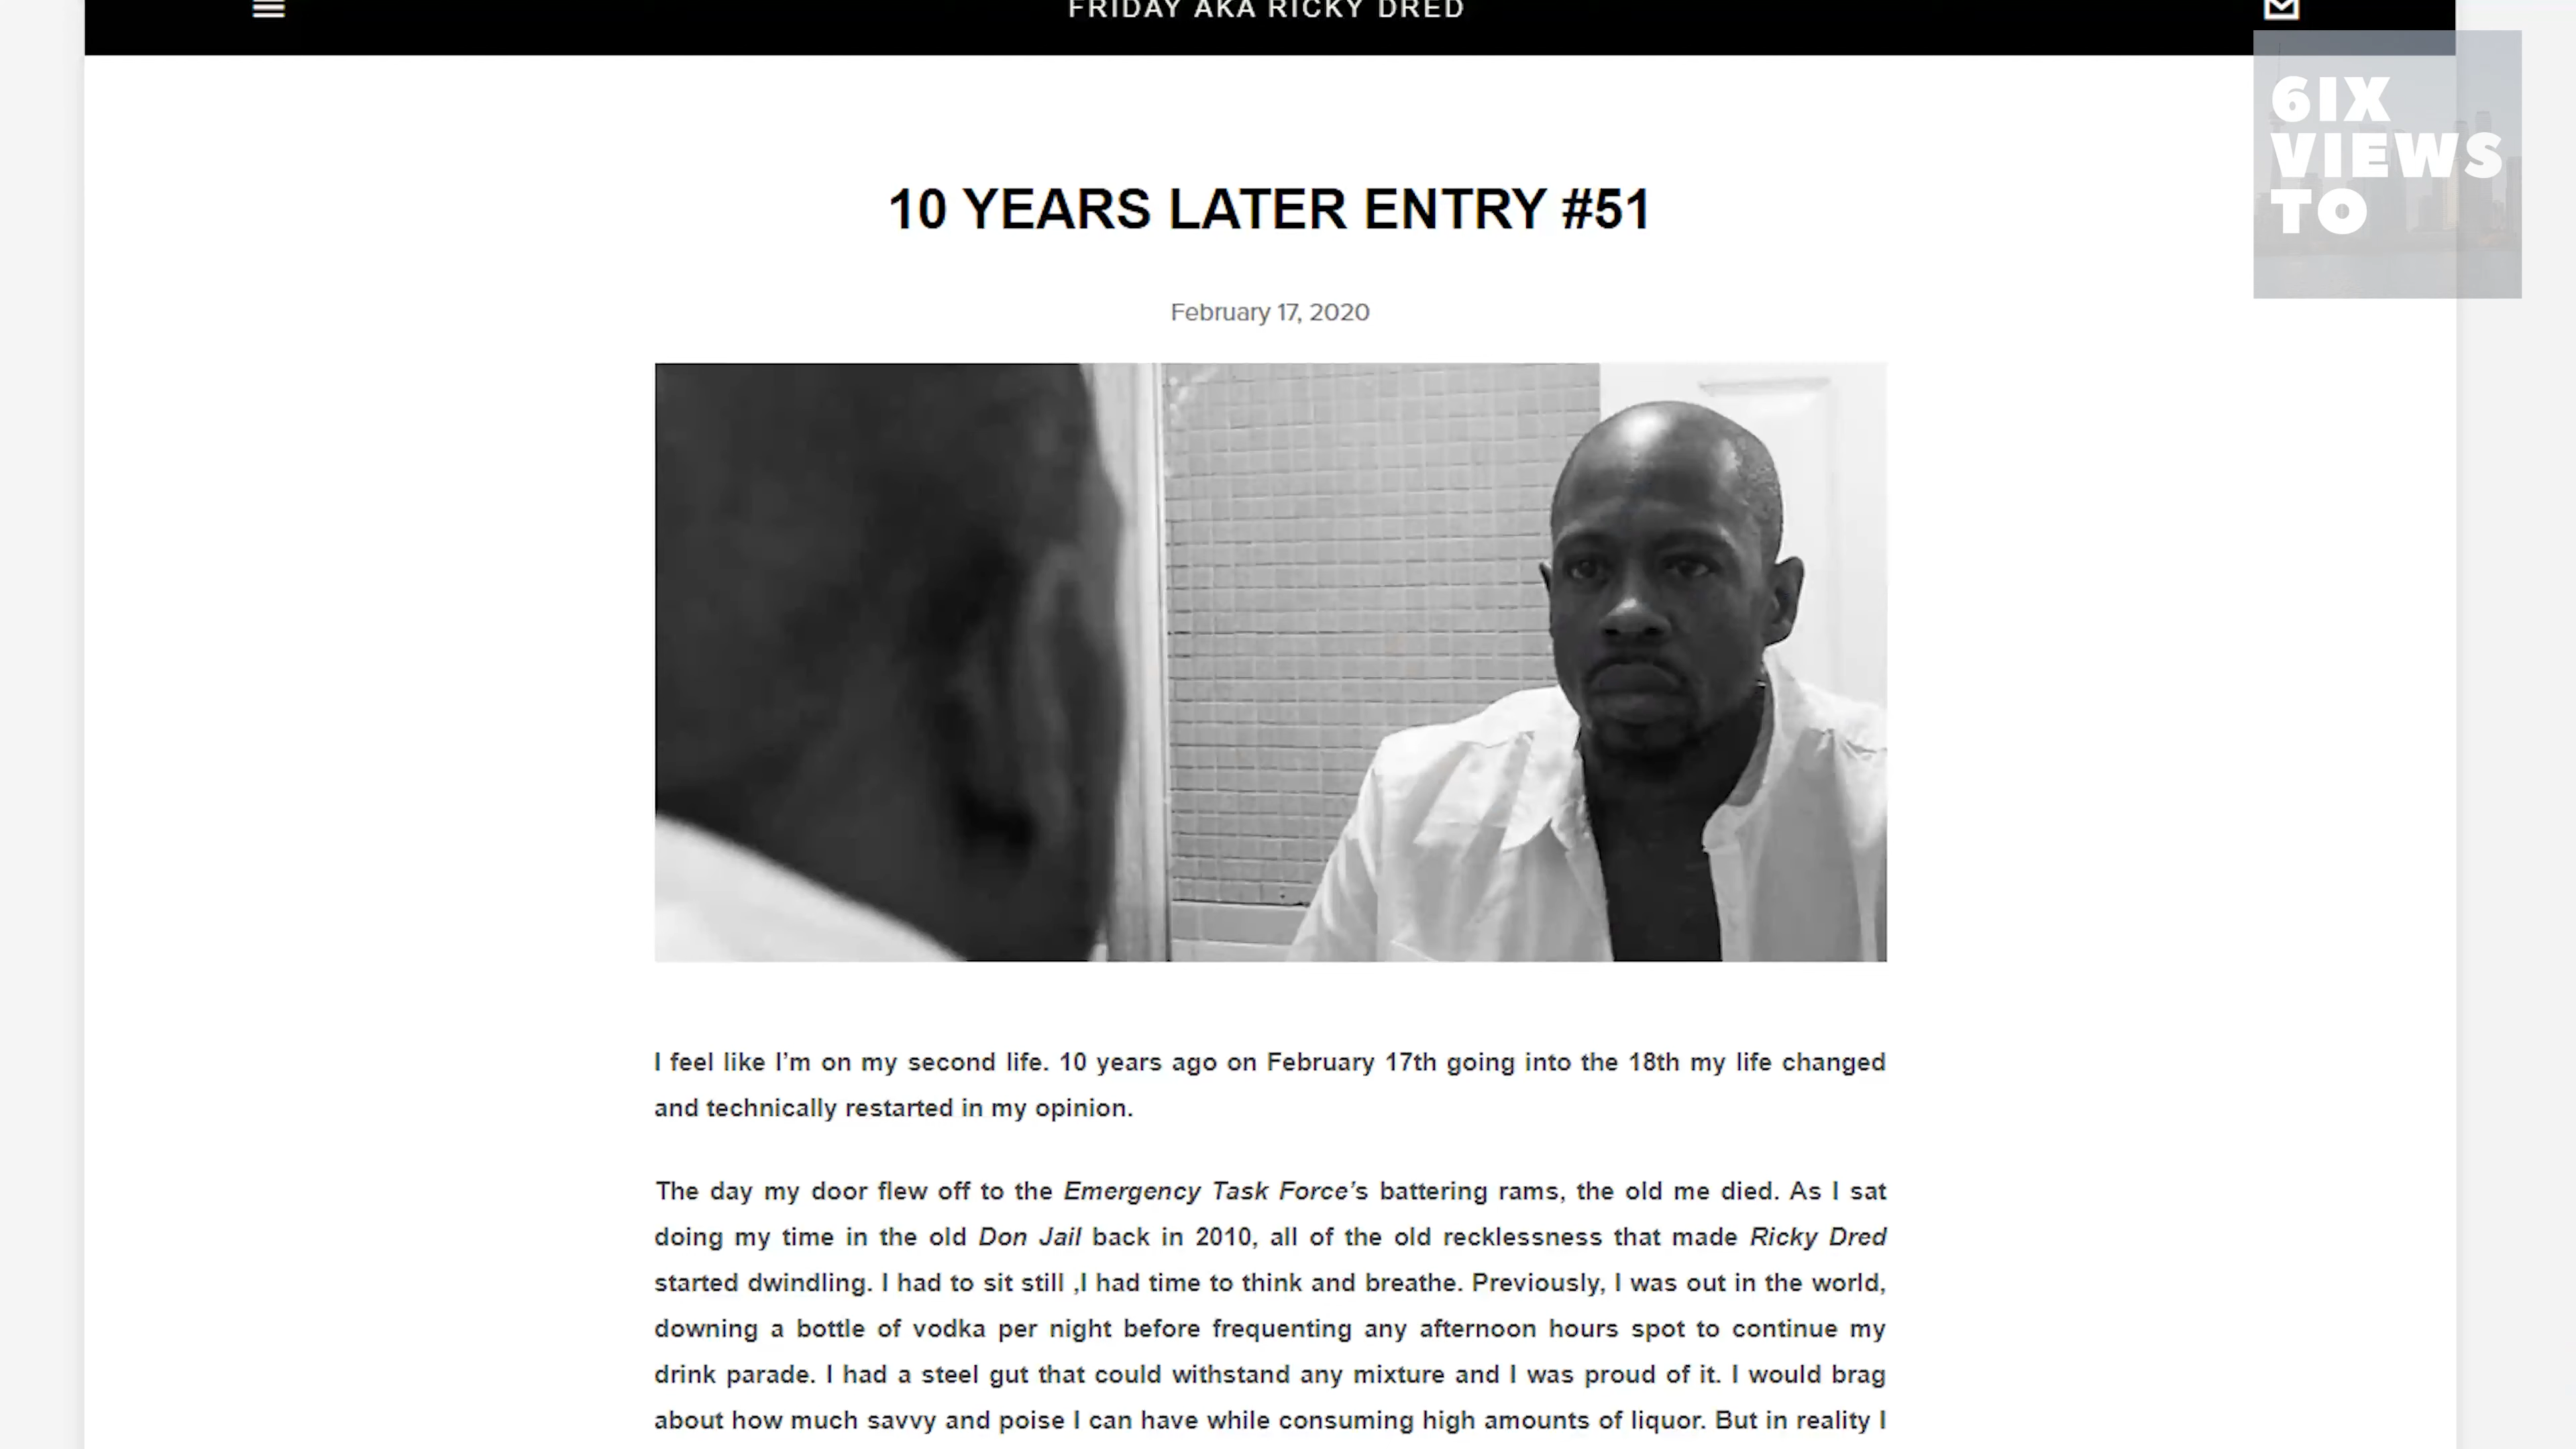 FRIDAY AKA RICKY DRED
6IX
VIEWS
TO
10 YEARS LATER ENTRY #51
February 17, 2020
I feel like I’m on my second life. 10 years ago on February 17th going into the 18th my life changed
and technically restarted in my opinion.
The day my door flew off to the Emergency Task Force’s battering rams, the old me died. As I sat
doing my time in the old Don Jail back in 2010, all of the old recklessness that made Ricky Dred
started dwindling. I had to sit still ,I had time to think and breathe. Previously, I was out in the world,
downing a bottle of vodka per night before frequenting any afternoon hours spot to continue my
drink parade. I had a steel gut that could withstand any mixture and I was proud of it. I would brag
about how much savvy and poise I can have while consuming high amounts of liquor. But in reality I